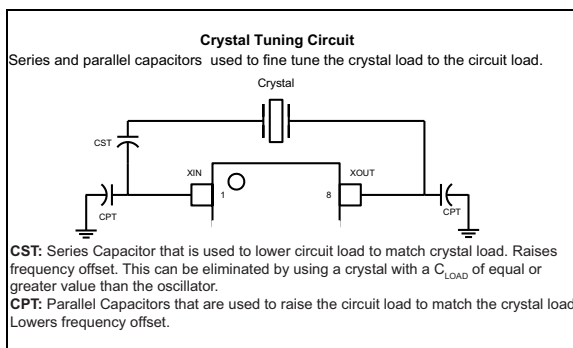 Crystal Tuning Circuit
Series and parallel capacitors used to fine tune the crystal load to the circuit load.
Crystal
CST
XIN
XOUT
1
8
CPT
CPT
CST: Series Capacitor that is used to lower circuit load to match crystal load. Raises
frequency offset. This can be eliminated by using a crystal with a CLOAD of equal or
greater value than the oscillator.
CPT: Parallel Capacitors that are used to raise the circuit load to match the crystal load
Lowers frequency offset.